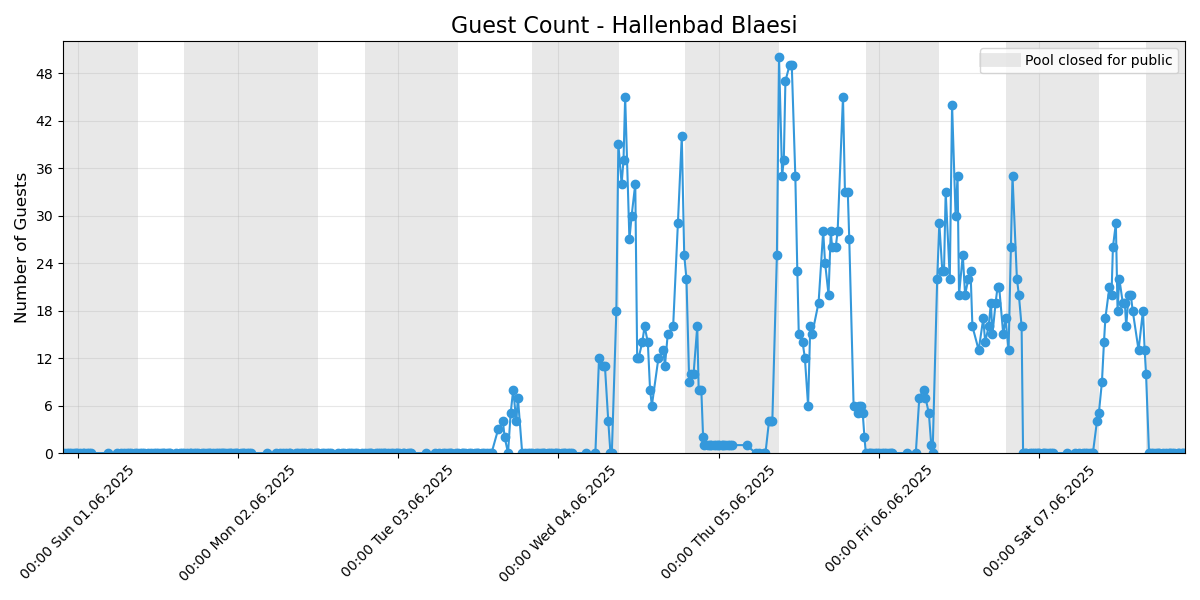 Guest Count - Hallenbad Blaesi
Pool closed for public
Number of Guests
48
42
36
30
24
18
12
6
0
00:00 Sun 01.06.2025
00:00 Mon 02.06.2025
00:00 Tue 03.06.2025
00:00 Wed 04.06.2025
00:00 Thu 05.06.2025
00:00 Fri 06.06.2025
00:00 Sat 07.06.2025